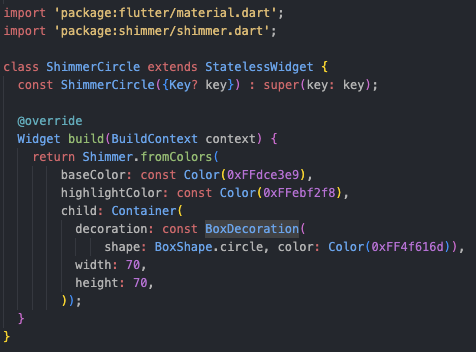 import 'package:flutter/material.dart';
import 'package:shimmer/shimmer.dart';

class ShimmerCircle extends StatelessWidget {
  const ShimmerCircle({Key? key}) : super(key: key);

  @override
  Widget build(BuildContext context) {
    return Shimmer.fromColors(
        baseColor: const Color(0xFFdce3e9),
        highlightColor: const Color(0xFFebf2f8),
        child: Container(
          decoration: const BoxDecoration(
              shape: BoxShape.circle, color: Color(0xFF4f616d)),
          width: 70,
          height: 70,
        ));
  }
}